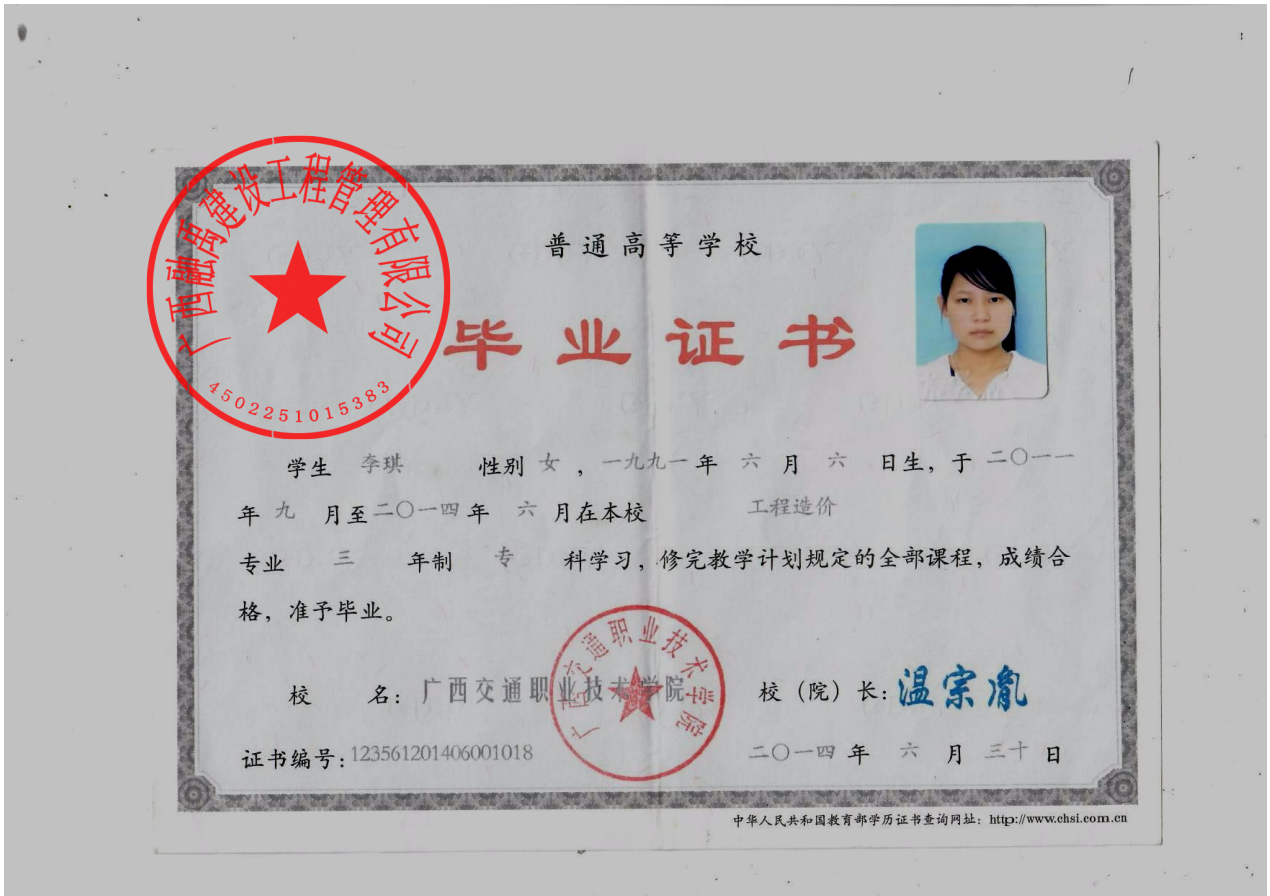 普通高等学校
广西融禹建设工程管理有限公司
4502251015383
毕业证书
学生 李琪 性别 女，一九九一年 六 月 六 日生，于 二〇一一
年 九 月至 二〇一四 年 六 月在本校 工程造价
专业 三 年制 专 科学习，修完教学计划规定的全部课程，成绩合
格，准予毕业。
广西交通职业技术学院
校 名：广西交通职业技术学院 校（院）长：温宗胤
证书编号：123561201406001018 二〇一四 年 六 月 三十 日
中华人民共和国教育部学历证书查询网址：http://www.chsi.com.cn